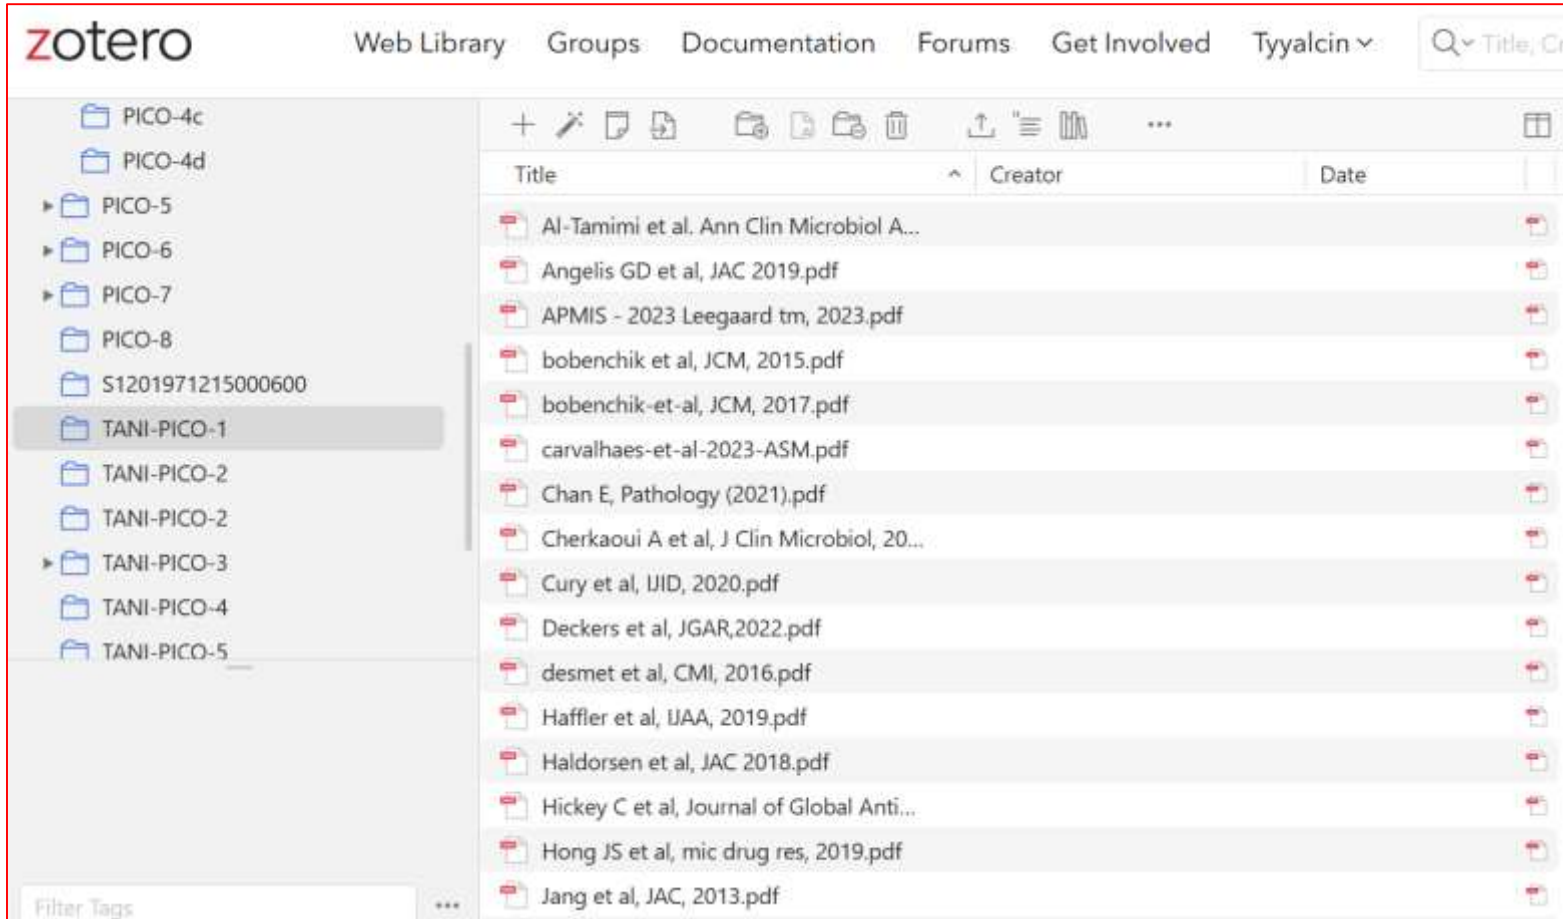 zotero
Web Library Groups Documentation Forums Get Involved Tyyalcin
PICO-4c
PICO-4d
PICO-5
PICO-6
PICO-7
PICO-8
S1201971215000600
TANI-PICO-1
TANI-PICO-2
TANI-PICO-2
TANI-PICO-3
TANI-PICO-4
TANI-PICO-5
Filter Tags
Title Creator Date
Al-Tamimi et al. Ann Clin Microbiol A...
Angelis GD et al, JAC 2019.pdf
APMIS - 2023 Leegaard tm, 2023.pdf
bobenchik et al, JCM, 2015.pdf
bobenchik-et-al, JCM, 2017.pdf
carvalhaes-et-al-2023-ASM.pdf
Chan E, Pathology (2021).pdf
Cherkaoui A et al, J Clin Microbiol, 20...
Cury et al, IJID, 2020.pdf
Deckers et al, JGAR,2022.pdf
desmet et al, CMI, 2016.pdf
Haffler et al, IJAA, 2019.pdf
Haldorsen et al, JAC 2018.pdf
Hickey C et al, Journal of Global Anti...
Hong JS et al, mic drug res, 2019.pdf
Jang et al, JAC, 2013.pdf